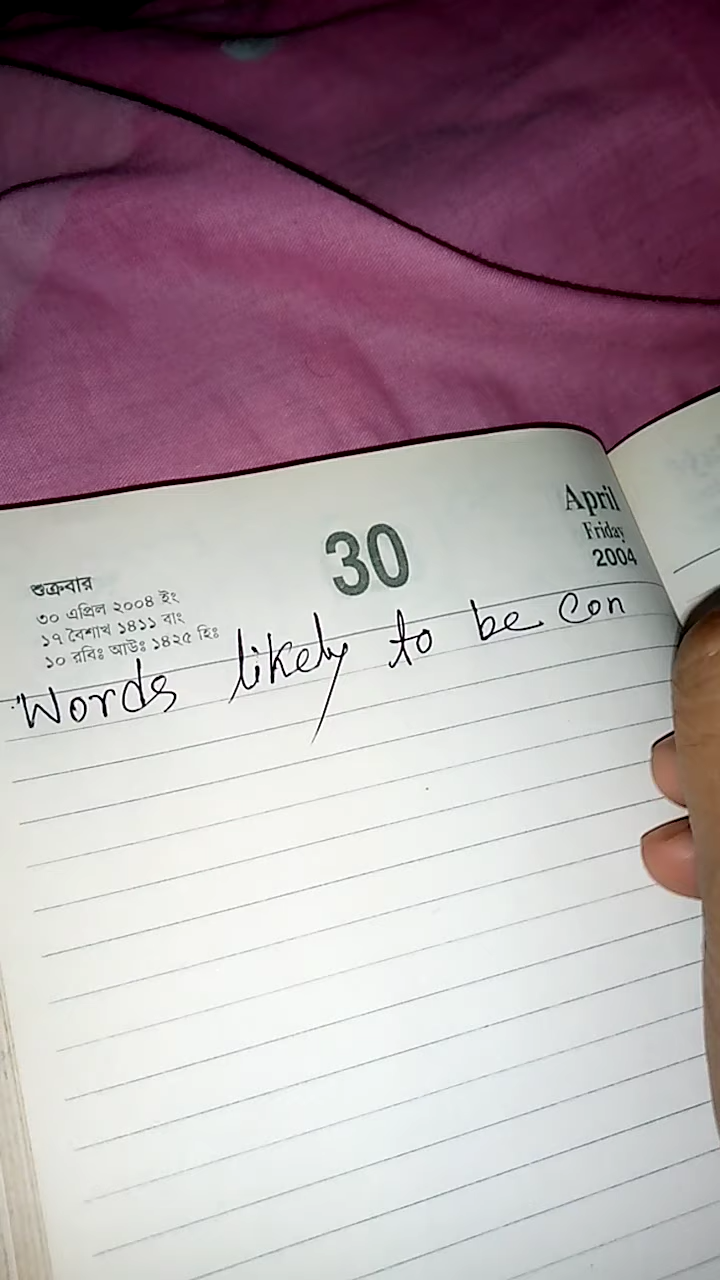 শুক্রবার
৩০ এপ্রিল ২০০৪ ইং
১৭ বৈশাখ ১৪১১ বাং
১০ রবিঃ আউঃ ১৪২৫ হিঃ
30
April
Friday
2004
Words likely to be Con